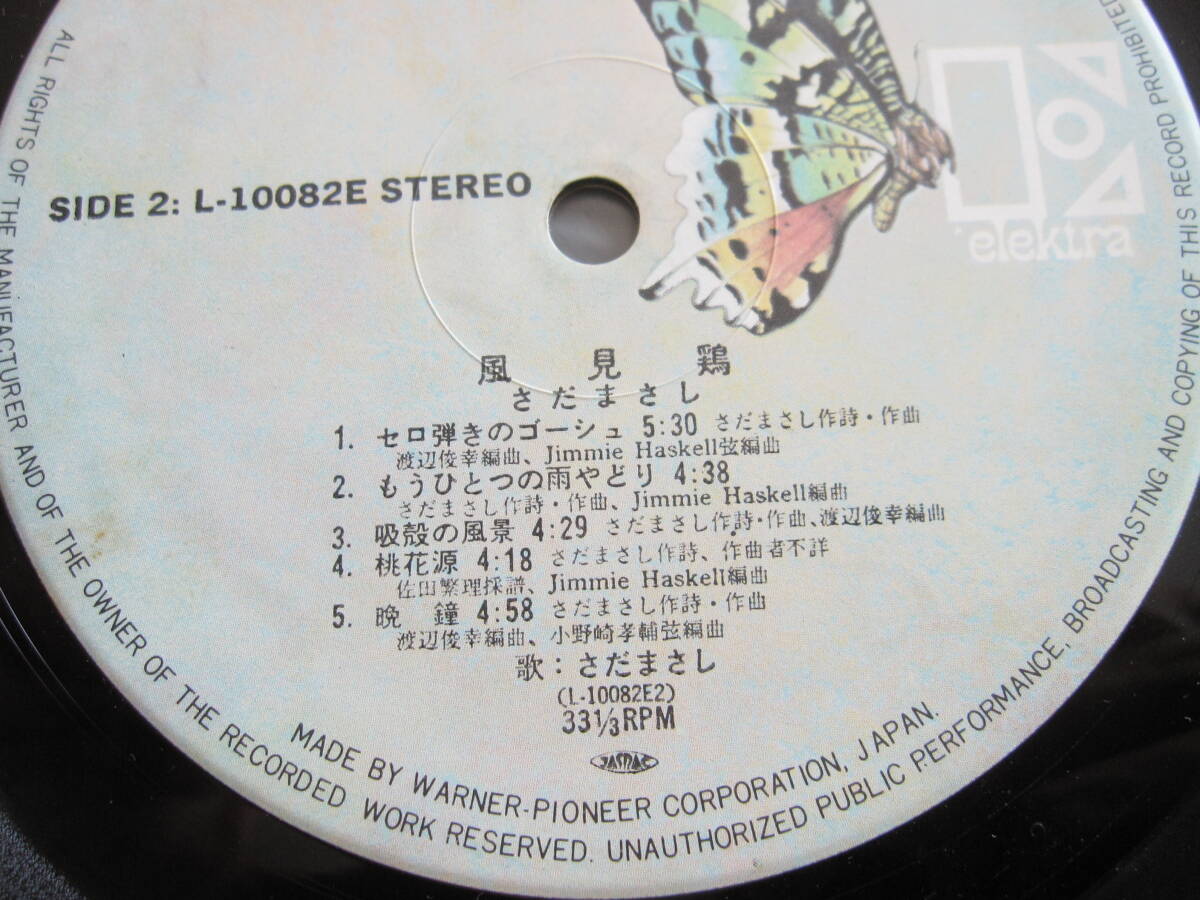 elektra
SIDE 2: L-10082E STEREO
風見鶏
さだまさし
1. セロ弾きのゴーシュ 5:30 さだまさし作詩・作曲
渡辺俊幸編曲、Jimmie Haskell弦編曲
2. もうひとつの雨やどり 4:38
さだまさし作詩・作曲、Jimmie Haskell編曲
3. 吸殻の風景 4:29 さだまさし作詩・作曲、渡辺俊幸編曲
4. 桃花源 4:18 さだまさし作詩、作曲者不詳
佐田繁理採譜、Jimmie Haskell編曲
5. 晩鐘 4:58 さだまさし作詩・作曲
渡辺俊幸編曲、小野崎孝輔弦編曲
歌：さだまさし
(L-10082E2)
33 1/3 RPM
JASRAC
MADE BY WARNER-PIONEER CORPORATION, JAPAN.
ALL RIGHTS OF THE MANUFACTURER AND OF THE OWNER OF THE RECORDED WORK RESERVED. UNAUTHORIZED PUBLIC PERFORMANCE, BROADCASTING AND COPYING OF THIS RECORD PROHIBITED